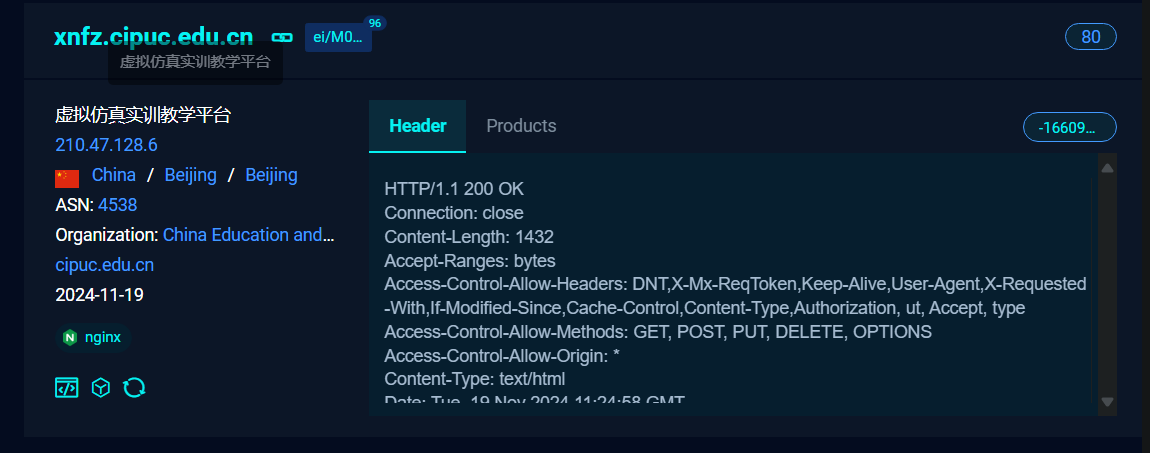 xnfz.cipuc.edu.cn ei/M0... 96 80
虚拟仿真实训教学平台
虚拟仿真实训教学平台
210.47.128.6
China / Beijing / Beijing
ASN: 4538
Organization: China Education and...
cipuc.edu.cn
2024-11-19
nginx
Header Products -16609...
HTTP/1.1 200 OK
Connection: close
Content-Length: 1432
Accept-Ranges: bytes
Access-Control-Allow-Headers: DNT,X-Mx-ReqToken,Keep-Alive,User-Agent,X-Requested
-With,If-Modified-Since,Cache-Control,Content-Type,Authorization, ut, Accept, type
Access-Control-Allow-Methods: GET, POST, PUT, DELETE, OPTIONS
Access-Control-Allow-Origin: *
Content-Type: text/html
Date: Tue, 19 Nov 2024 11:24:58 GMT